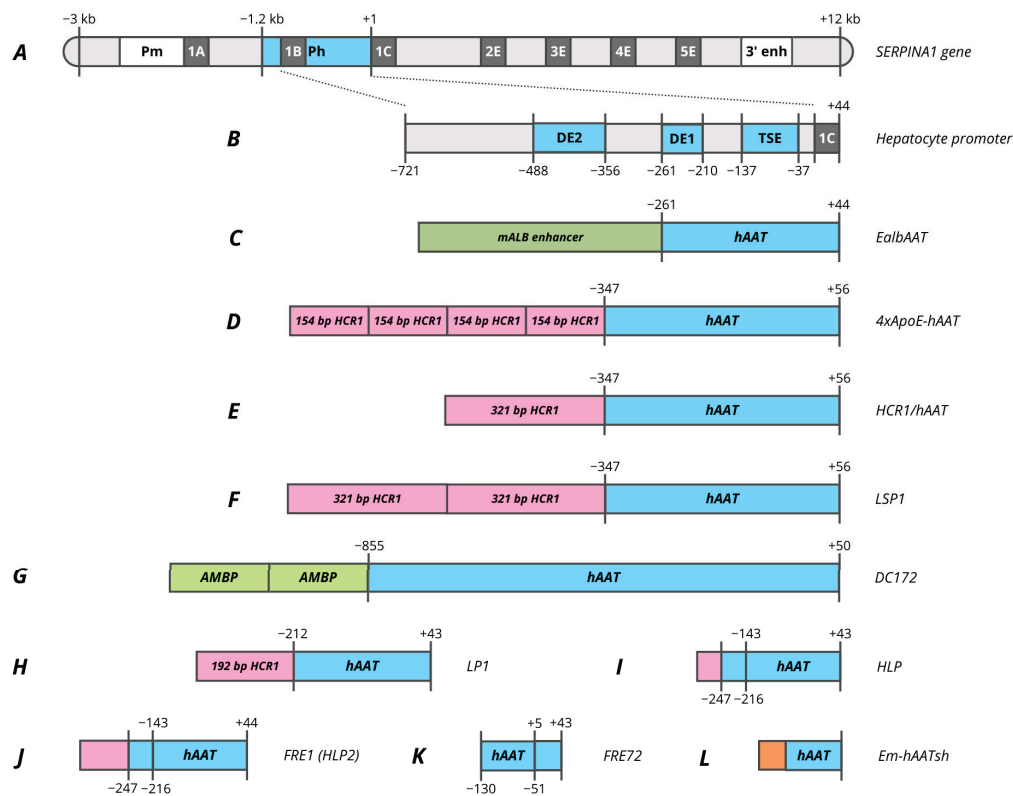 −3 kb −1.2 kb +1 +12 kb
A Pm 1A 1B Ph 1C 2E 3E 4E 5E 3' enh SERPINA1 gene
+44
B DE2 DE1 TSE 1C Hepatocyte promoter
−721 −488 −356 −261 −210 −137 −37
−261 +44
C mALB enhancer hAAT EalbAAT
−347 +56
D 154 bp HCR1 154 bp HCR1 154 bp HCR1 154 bp HCR1 hAAT 4xApoE-hAAT
−347 +56
E 321 bp HCR1 hAAT HCR1/hAAT
−347 +56
F 321 bp HCR1 321 bp HCR1 hAAT LSP1
−855 +50
G AMBP AMBP hAAT DC172
−212 +43 −143 +43
H 192 bp HCR1 hAAT LP1 I hAAT HLP
−247 −216
−143 +44 +5 +43
J hAAT FRE1 (HLP2) K hAAT FRE72 L hAAT Em-hAATsh
−247 −216 −130 −51